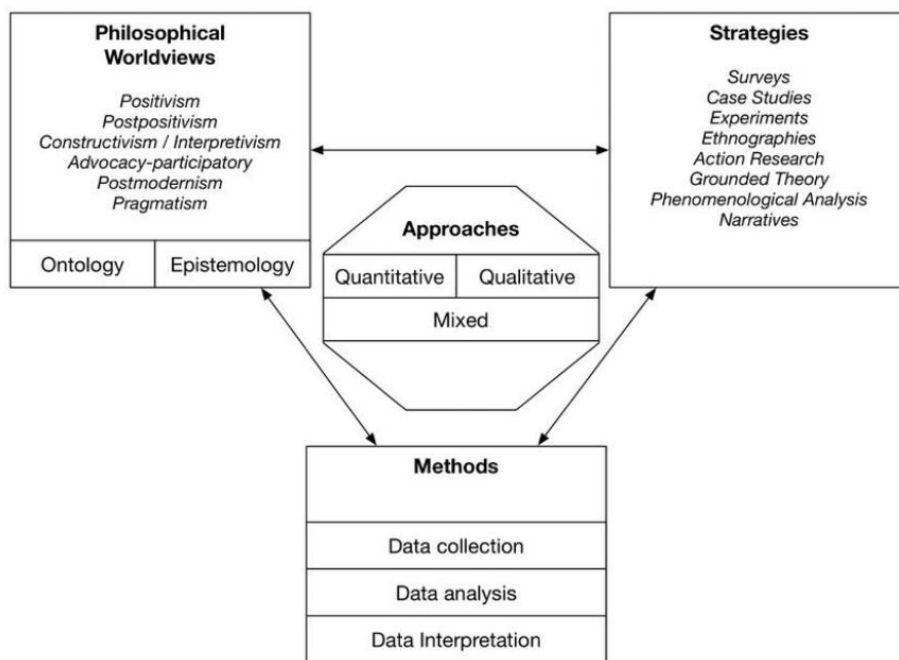 Philosophical
Worldviews
Positivism
Postpositivism
Constructivism / Interpretivism
Advocacy-participatory
Postmodernism
Pragmatism
Ontology
Epistemology
Strategies
Surveys
Case Studies
Experiments
Ethnographies
Action Research
Grounded Theory
Phenomenological Analysis
Narratives
Approaches
Quantitative
Qualitative
Mixed
Methods
Data collection
Data analysis
Data Interpretation